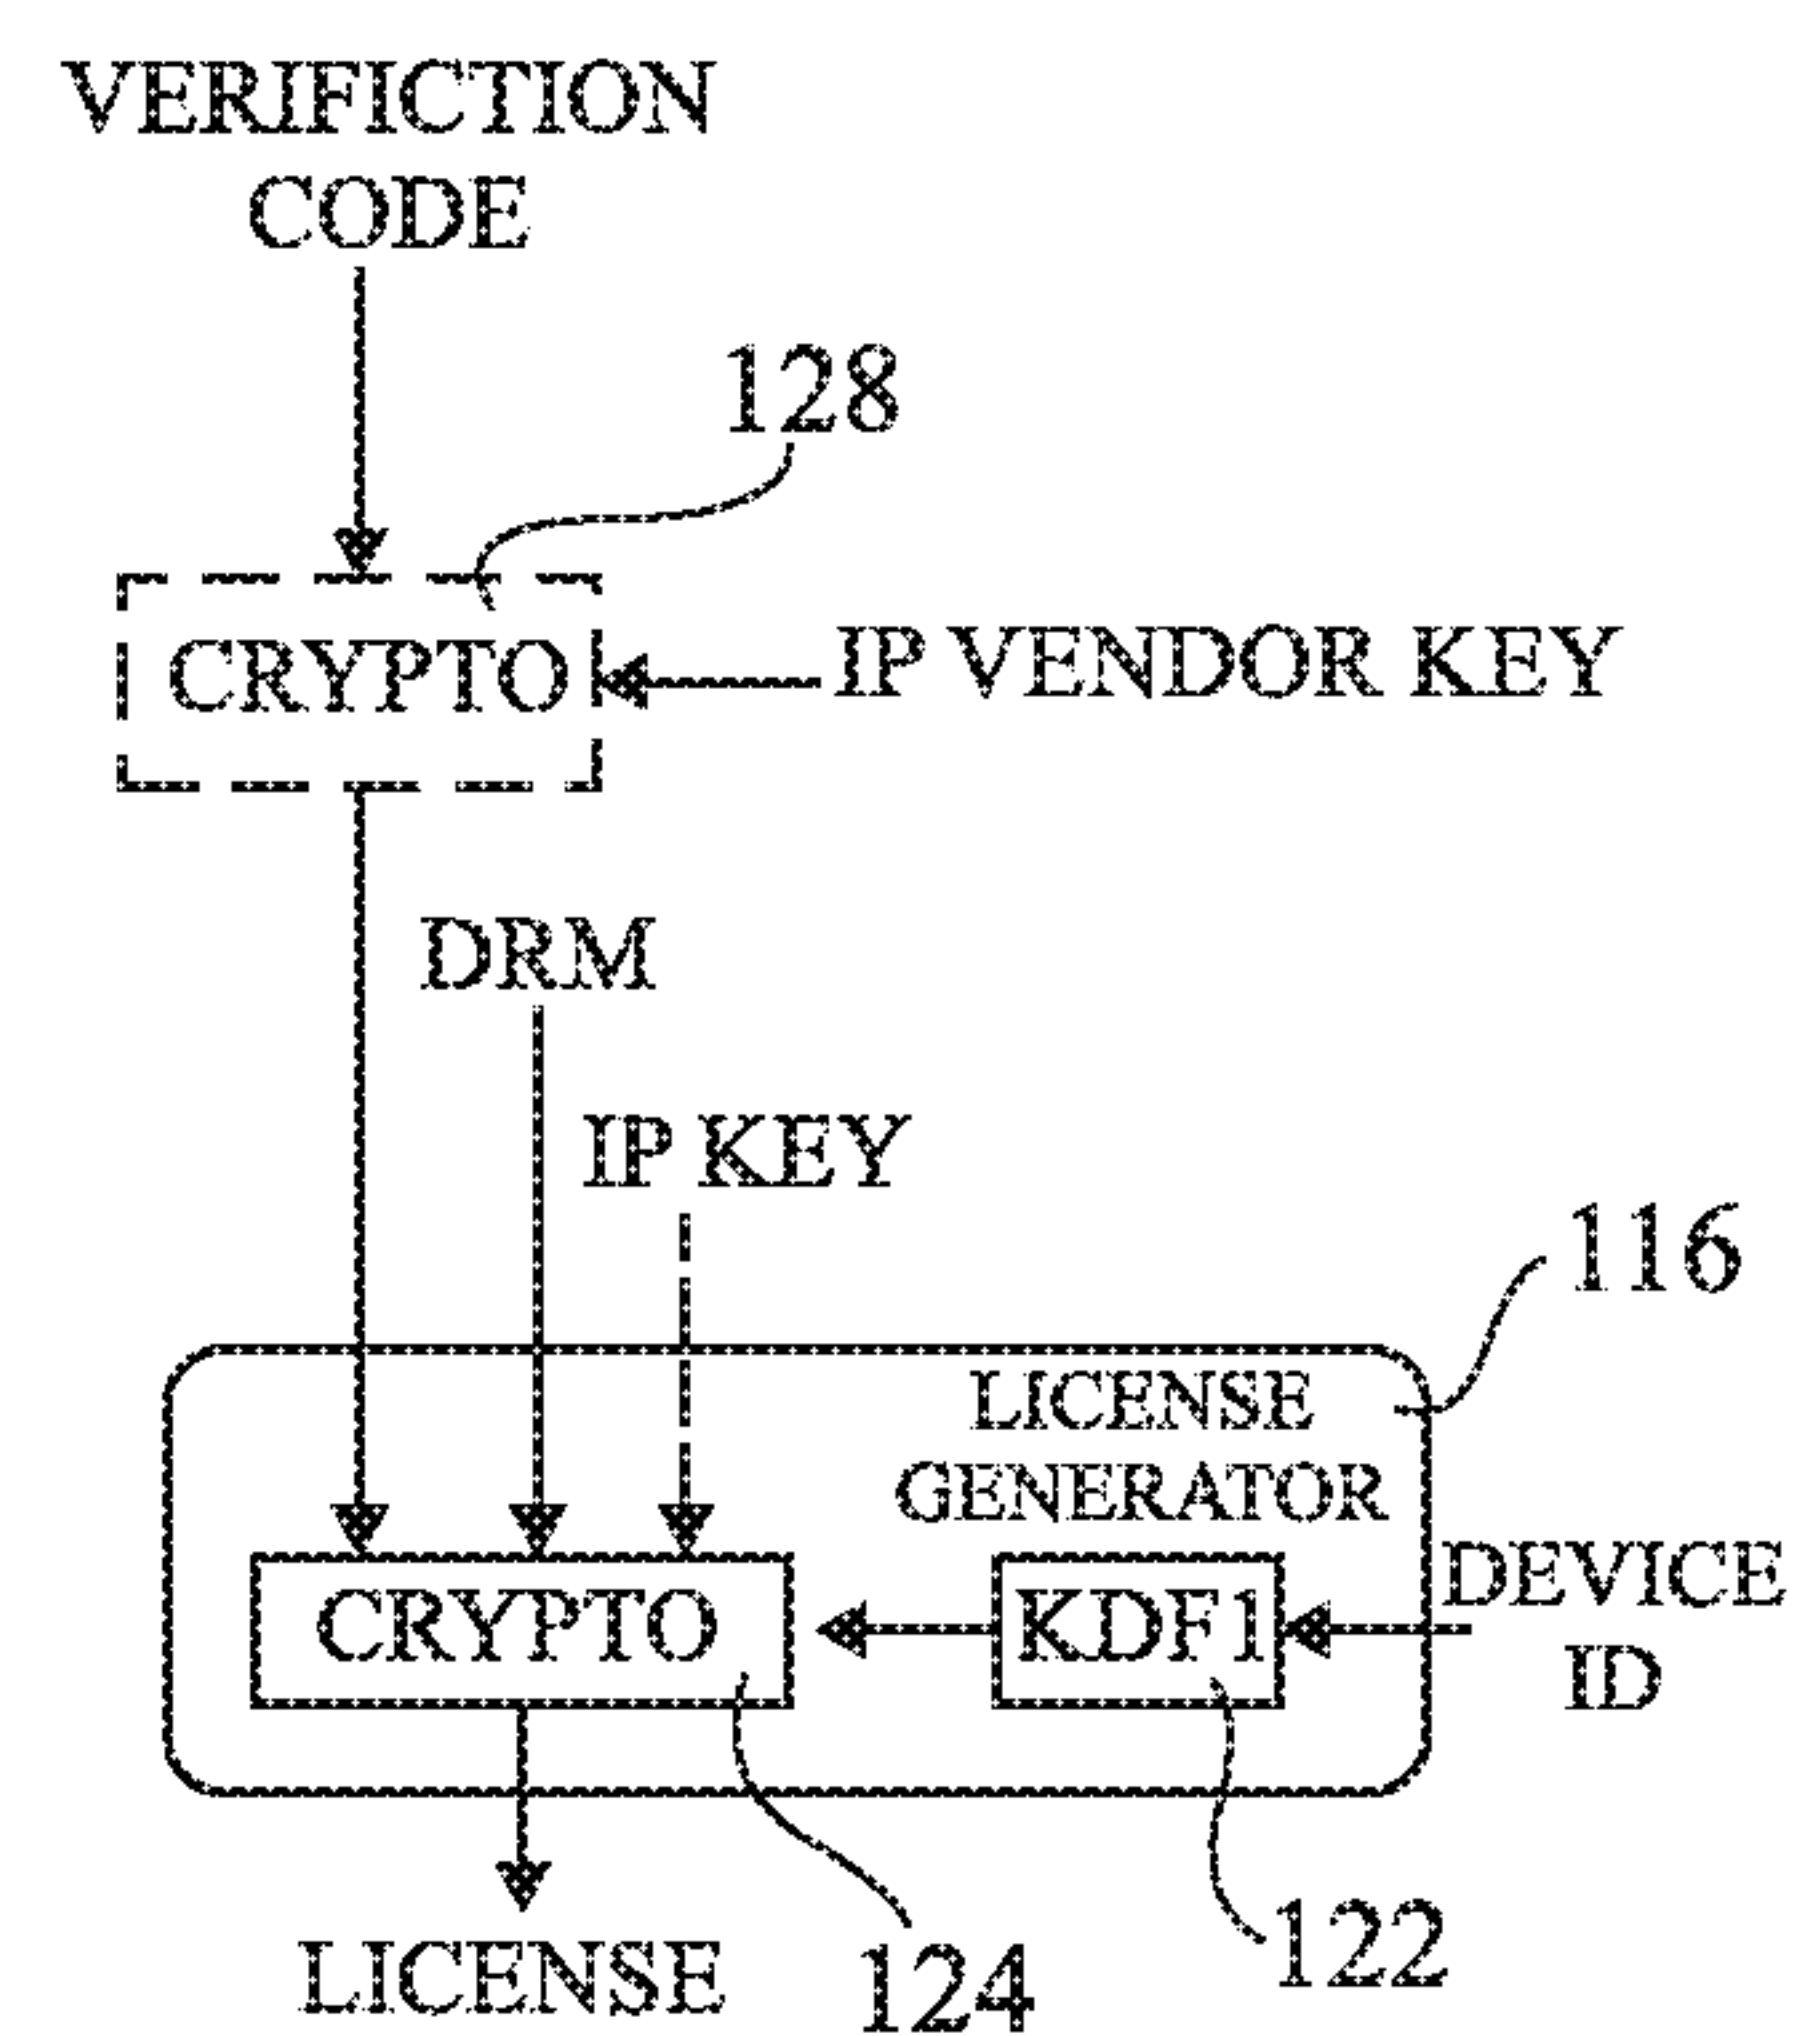 VERIFICTION
CODE
128
CRYPTO
IP VENDOR KEY
DRM
IP KEY
116
LICENSE
GENERATOR
DEVICE
ID
CRYPTO
KDF1
LICENSE
124
122